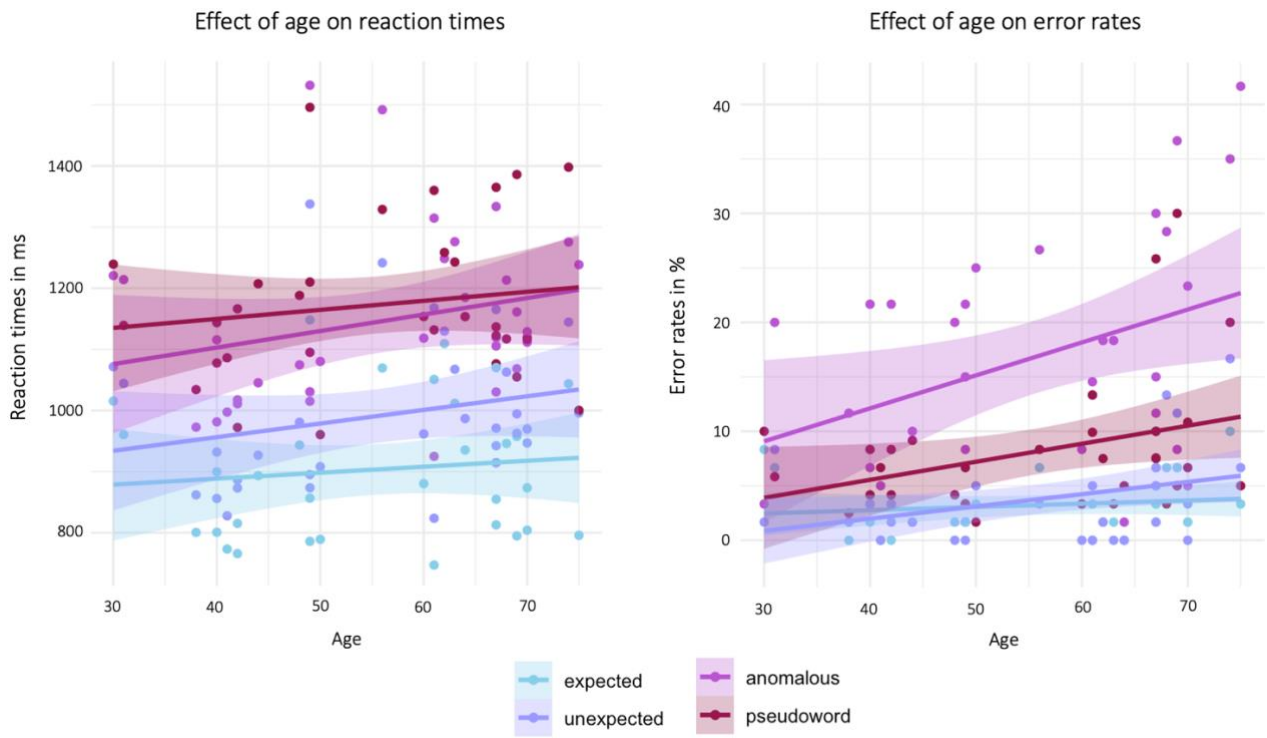 Effect of age on reaction times
Reaction times in ms
1400
1200
1000
800
30 40 50 60 70
Age
Effect of age on error rates
Error rates in %
40
30
20
10
0
30 40 50 60 70
Age
expected
unexpected
anomalous
pseudoword